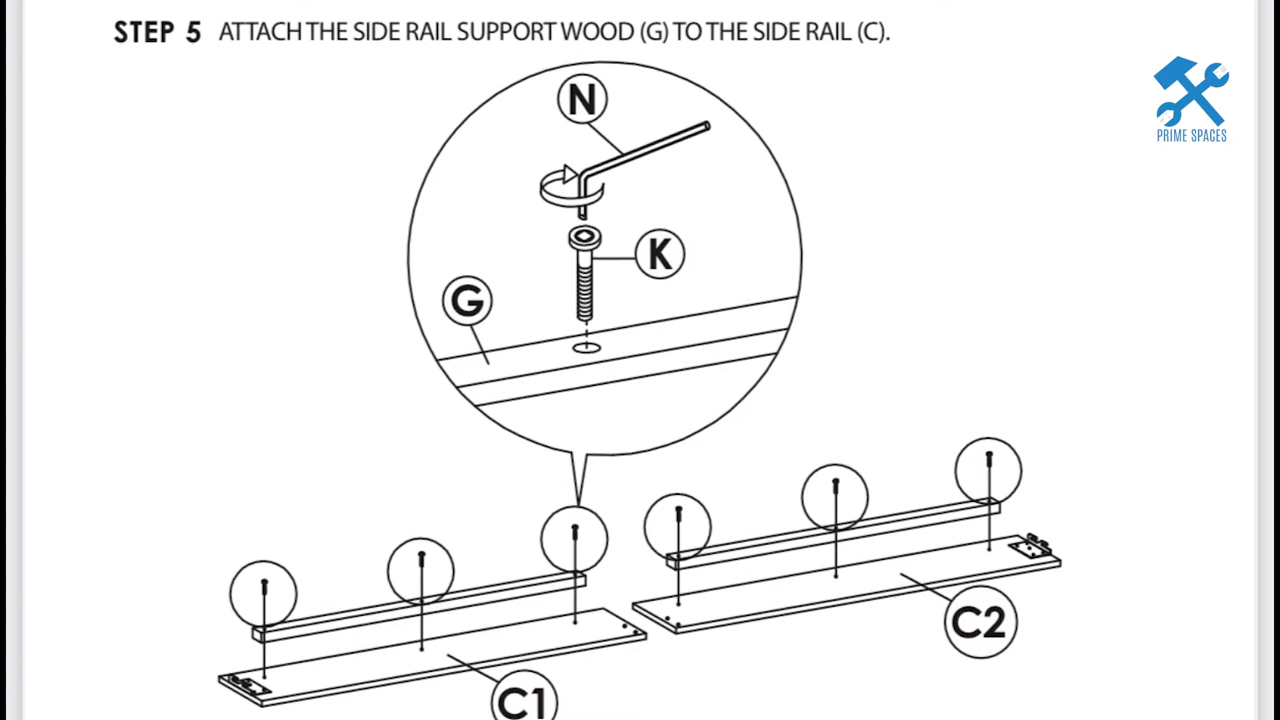 STEP 5 ATTACH THE SIDE RAIL SUPPORT WOOD (G) TO THE SIDE RAIL (C).
PRIME SPACES
N
K
G
C2
C1